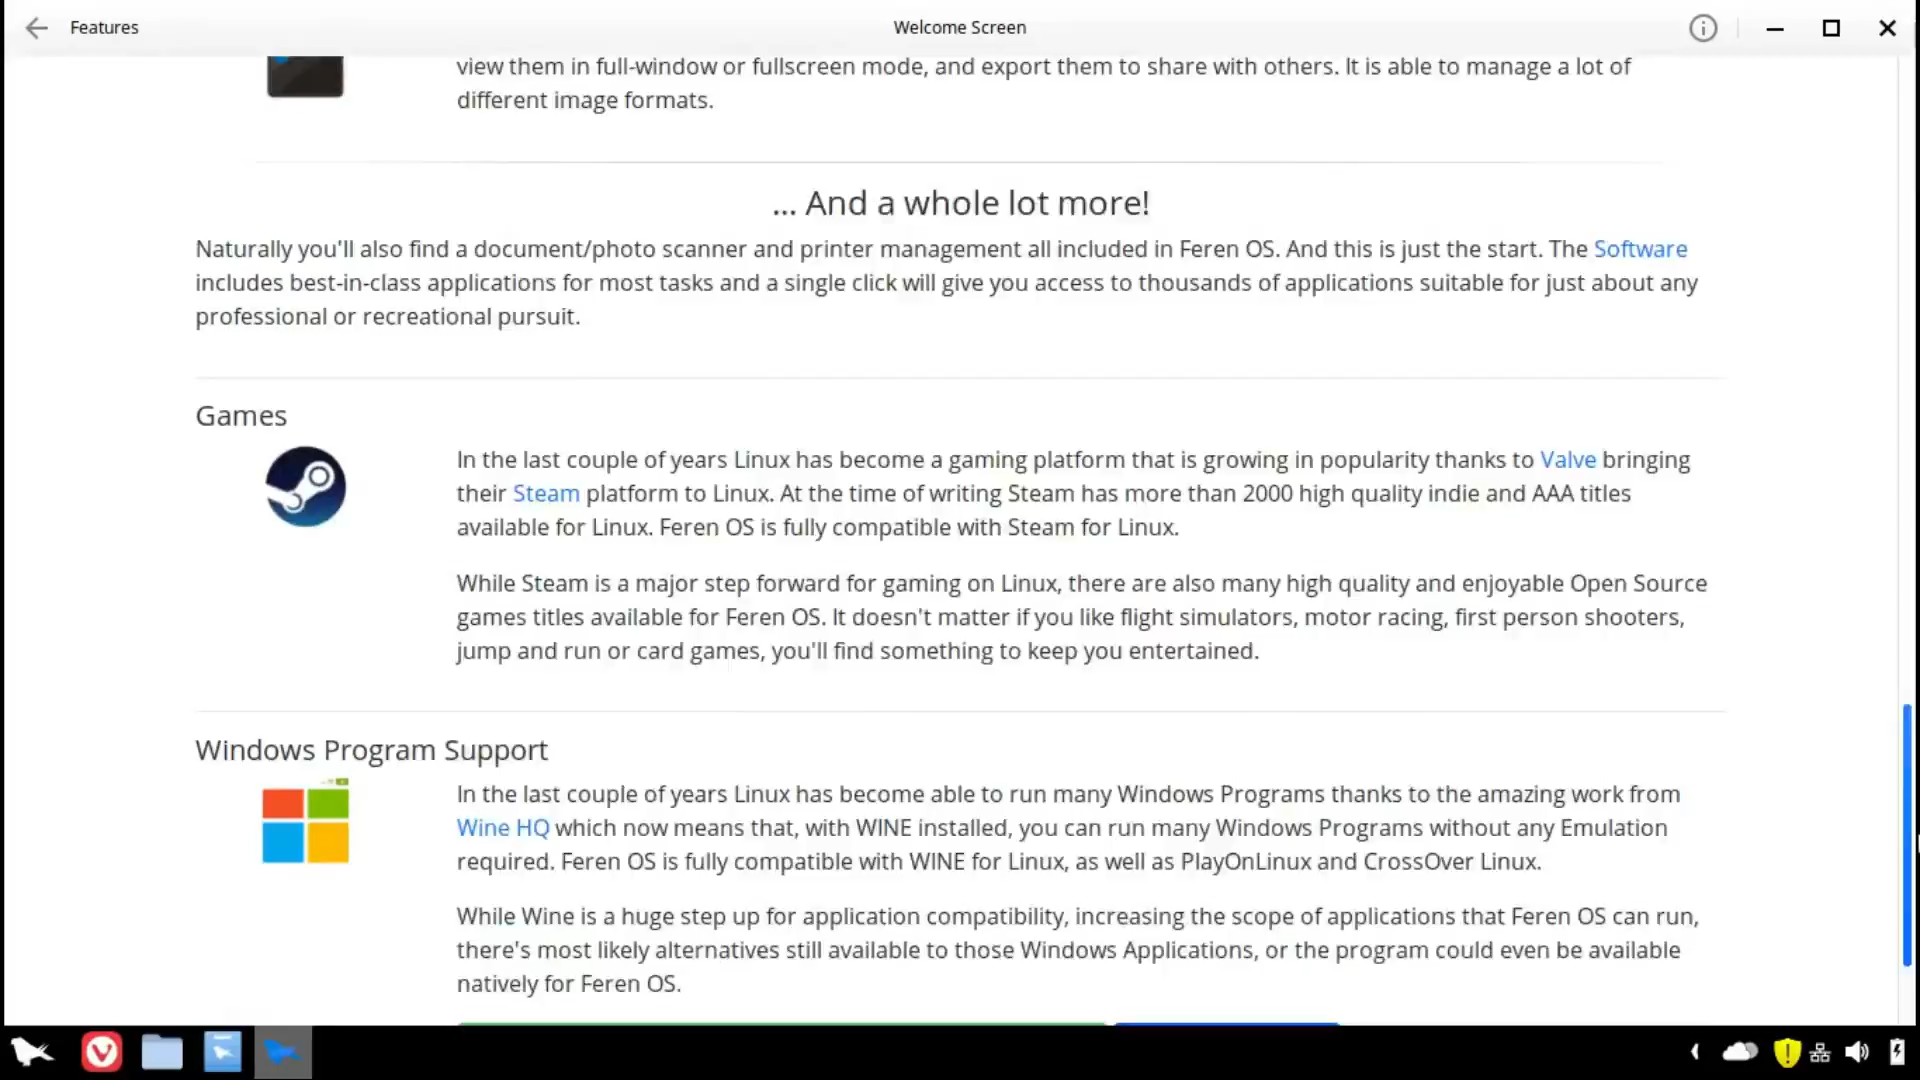 Features
Welcome Screen
view them in full-window or fullscreen mode, and export them to share with others. It is able to manage a lot of
different image formats.
... And a whole lot more!
Naturally you'll also find a document/photo scanner and printer management all included in Feren OS. And this is just the start. The Software
includes best-in-class applications for most tasks and a single click will give you access to thousands of applications suitable for just about any
professional or recreational pursuit.
Games
In the last couple of years Linux has become a gaming platform that is growing in popularity thanks to Valve bringing
their Steam platform to Linux. At the time of writing Steam has more than 2000 high quality indie and AAA titles
available for Linux. Feren OS is fully compatible with Steam for Linux.
While Steam is a major step forward for gaming on Linux, there are also many high quality and enjoyable Open Source
games titles available for Feren OS. It doesn't matter if you like flight simulators, motor racing, first person shooters,
jump and run or card games, you'll find something to keep you entertained.
Windows Program Support
In the last couple of years Linux has become able to run many Windows Programs thanks to the amazing work from
Wine HQ which now means that, with WINE installed, you can run many Windows Programs without any Emulation
required. Feren OS is fully compatible with WINE for Linux, as well as PlayOnLinux and CrossOver Linux.
While Wine is a huge step up for application compatibility, increasing the scope of applications that Feren OS can run,
there's most likely alternatives still available to those Windows Applications, or the program could even be available
natively for Feren OS.